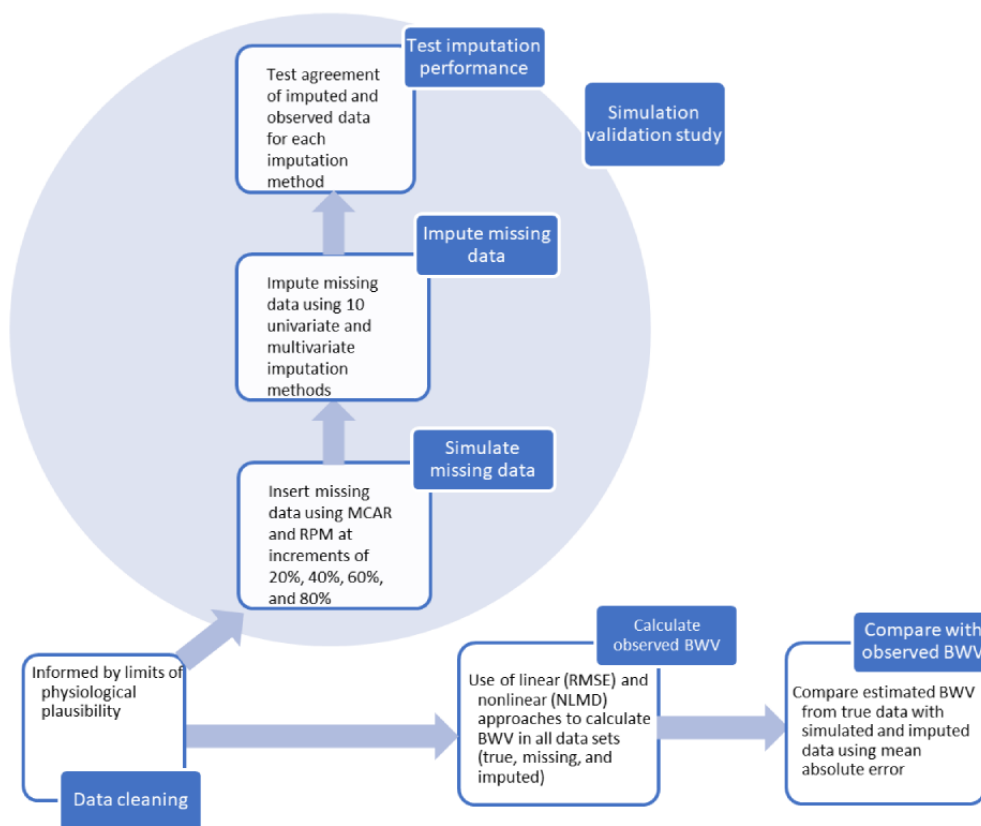 Test imputation
performance
Test agreement
of imputed and
observed data
for each
imputation
method
Simulation
validation study
Impute missing
data
Impute missing
data using 10
univariate and
multivariate
imputation
methods
Simulate
missing data
Insert missing
data using MCAR
and RPM at
increments of
20%, 40%, 60%,
and 80%
Informed by limits of
physiological
plausibility
Data cleaning
Calculate
observed BWV
Use of linear (RMSE) and
nonlinear (NLMD)
approaches to calculate
BWV in all data sets
(true, missing, and
imputed)
Compare with
observed BWV
Compare estimated BWV
from true data with
simulated and imputed
data using mean
absolute error